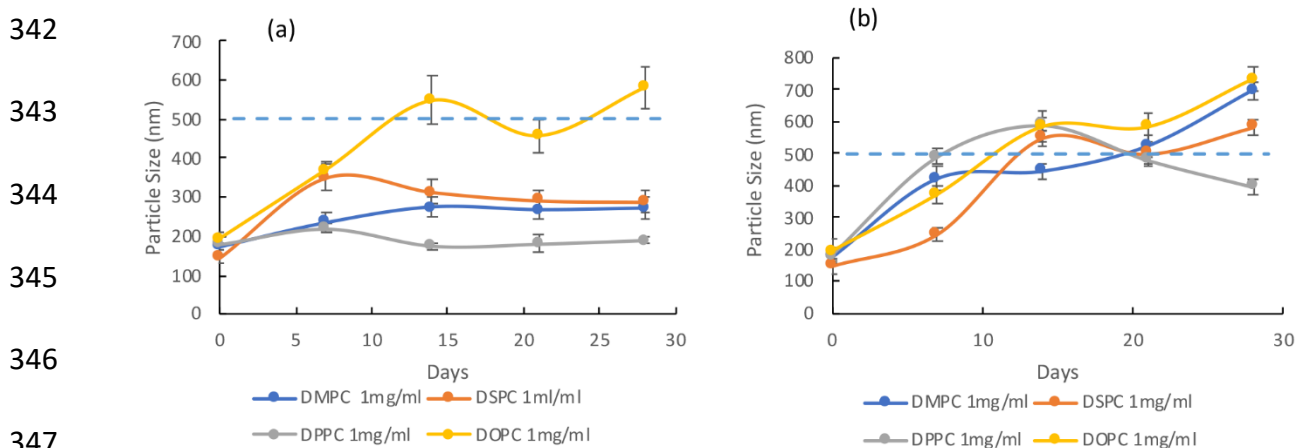 342
343
344
345
346
347
(a)
700
600
500
400
300
200
100
0
Particle Size (nm)
0 5 10 15 20 25 30
Days
DMPC 1mg/ml DSPC 1ml/ml
DPPC 1mg/ml DOPC 1mg/ml
(b)
800
700
600
500
400
300
200
100
0
Particle Size (nm)
0 10 20 30
Days
DMPC 1mg/ml DSPC 1mg/ml
DPPC 1mg/ml DOPC 1mg/ml